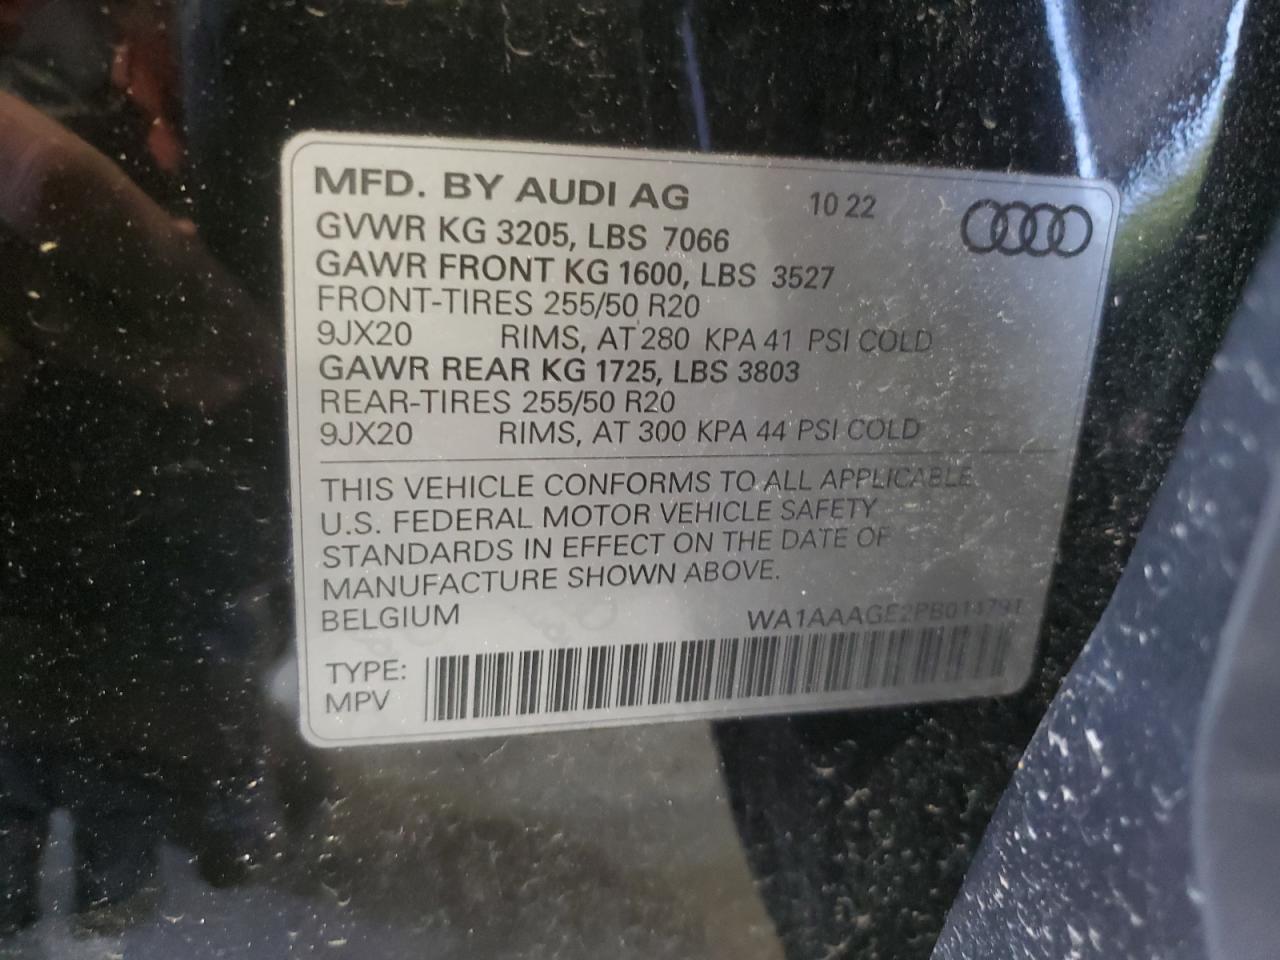 MFD. BY AUDI AG 10 22
GVWR KG 3205, LBS 7066
GAWR FRONT KG 1600, LBS 3527
FRONT-TIRES 255/50 R20
9JX20 RIMS, AT 280 KPA 41 PSI COLD
GAWR REAR KG 1725, LBS 3803
REAR-TIRES 255/50 R20
9JX20 RIMS, AT 300 KPA 44 PSI COLD
THIS VEHICLE CONFORMS TO ALL APPLICABLE
U.S. FEDERAL MOTOR VEHICLE SAFETY
STANDARDS IN EFFECT ON THE DATE OF
MANUFACTURE SHOWN ABOVE.
BELGIUM
TYPE:
MPV